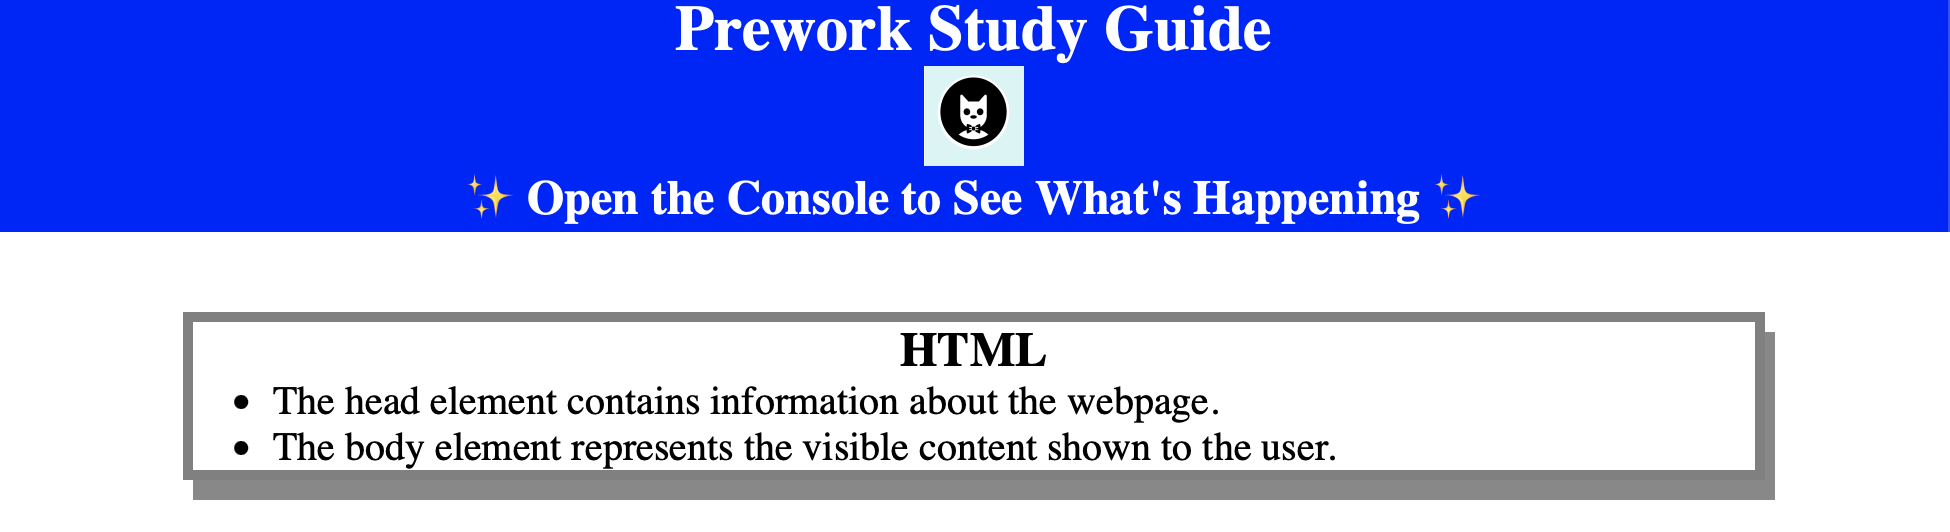 Prework Study Guide
✨ Open the Console to See What's Happening ✨
HTML
• The head element contains information about the webpage.
• The body element represents the visible content shown to the user.